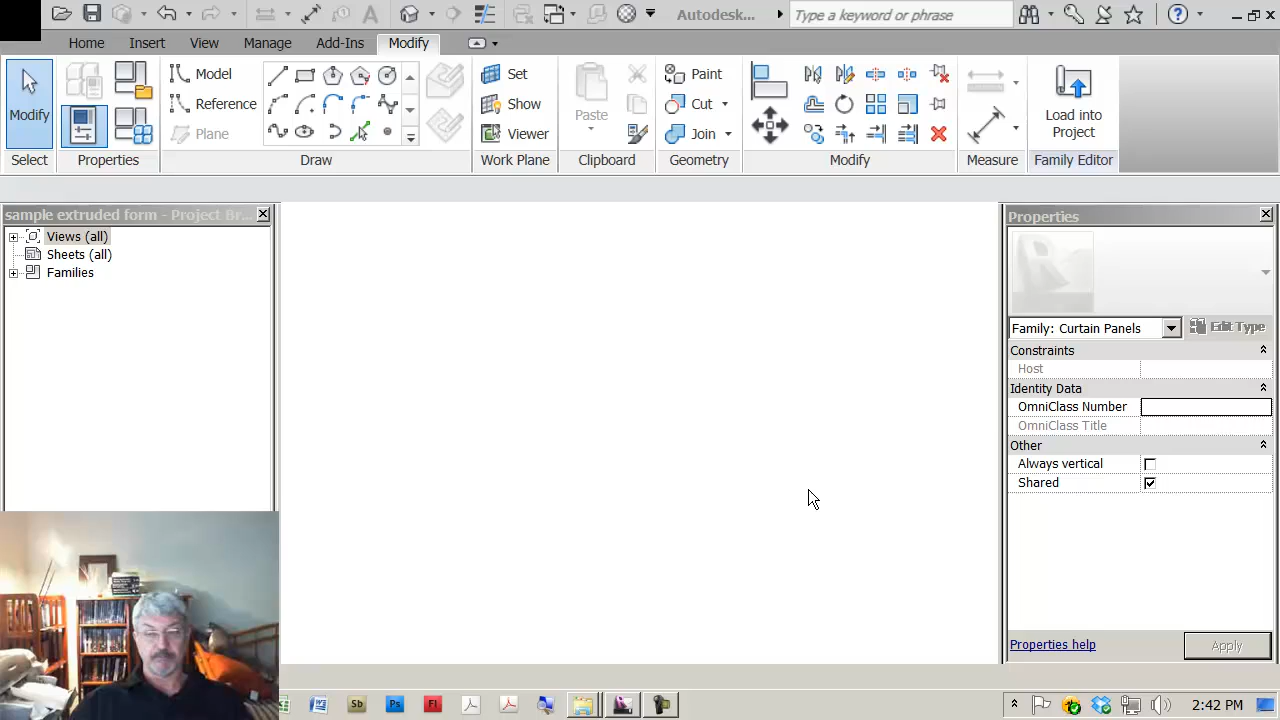 Autodesk...
Type a keyword or phrase
Home
Insert
View
Manage
Add-Ins
Modify
Modify
Select
Properties
Model
Reference
Plane
Draw
Set
Show
Viewer
Work Plane
Paste
Clipboard
Paint
Cut
Join
Geometry
Modify
Measure
Load into
Project
Family Editor
sample extruded form - Project Br...
Views (all)
Sheets (all)
Families
Properties
Family: Curtain Panels
Edit Type
Constraints
Host
Identity Data
OmniClass Number
OmniClass Title
Other
Always vertical
Shared
Properties help
Apply
Sb
Ps
Fl
2:42 PM